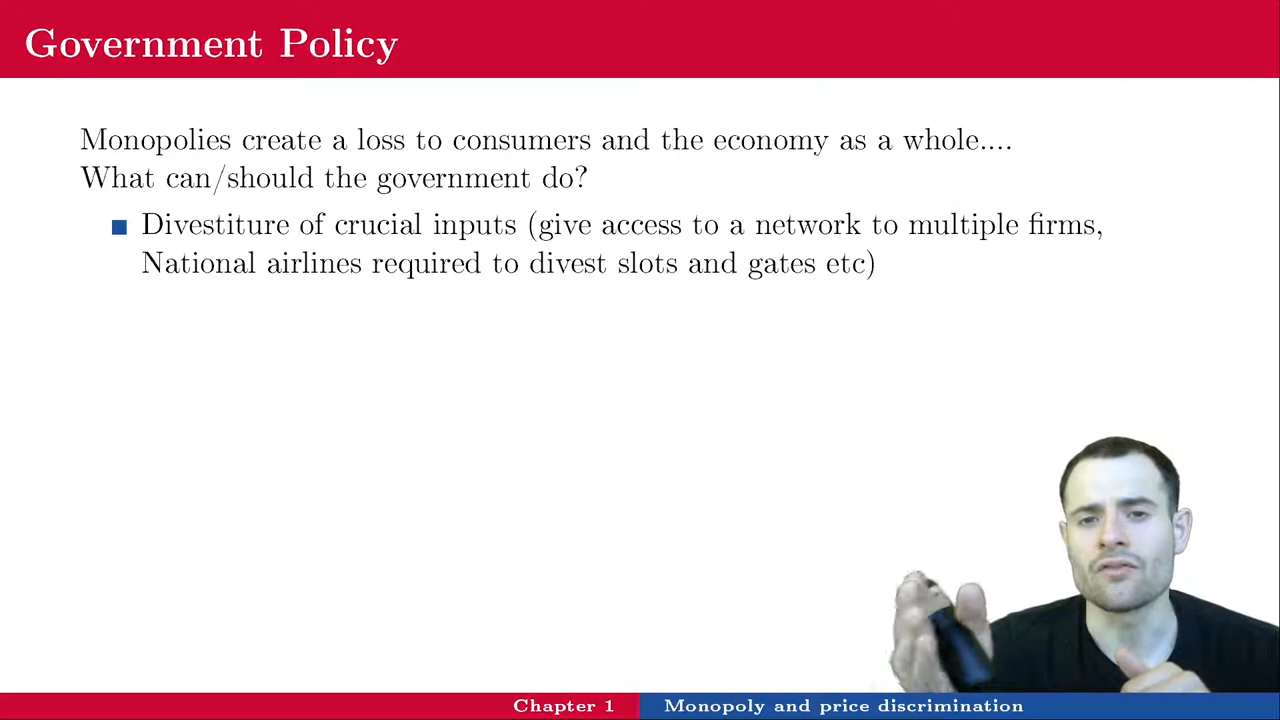 Government Policy
Monopolies create a loss to consumers and the economy as a whole....
What can/should the government do?
Divestiture of crucial inputs (give access to a network to multiple firms,
National airlines required to divest slots and gates etc)
Chapter 1
Monopoly and price discrimination